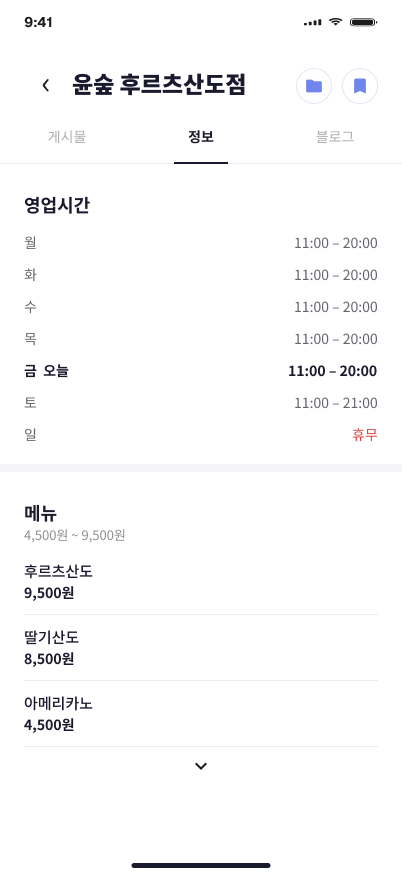 9:41
윤숲 후르츠산도점
게시물 정보 블로그
영업시간
월 11:00 – 20:00
화 11:00 – 20:00
수 11:00 – 20:00
목 11:00 – 20:00
금 오늘 11:00 – 20:00
토 11:00 – 21:00
일 휴무
메뉴
4,500원 ~ 9,500원
후르츠산도
9,500원
딸기산도
8,500원
아메리카노
4,500원